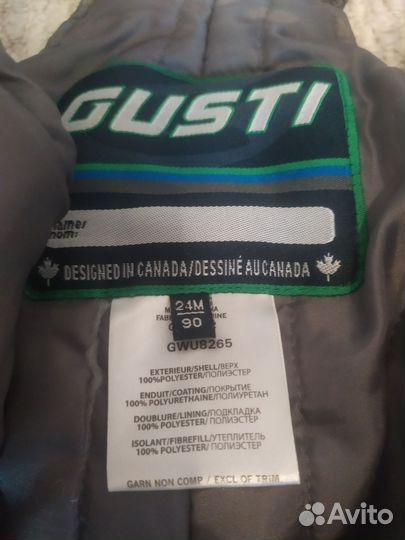 GUSTI
DESIGNED IN CANADA/DESSINÉ AU CANADA
24M
90
GWU8265
EXTERIEUR/SHELL/ВЕРХ
100%POLYESTER/ПОЛИЭСТЕР
ENDUIT/COATING/ПОКРЫТИЕ
100%POLYURETHANE/ПОЛИУРЕТАН
DOUBLURE/LINING/ПОДКЛАДКА
100%POLYESTER/ПОЛИЭСТЕР
ISOLANT/FIBREFILL/УТЕПЛИТЕЛЬ
100%POLYESTER/ПОЛИЭСТЕР
GARN NON COMP / EXCL OF TRIM
Avito